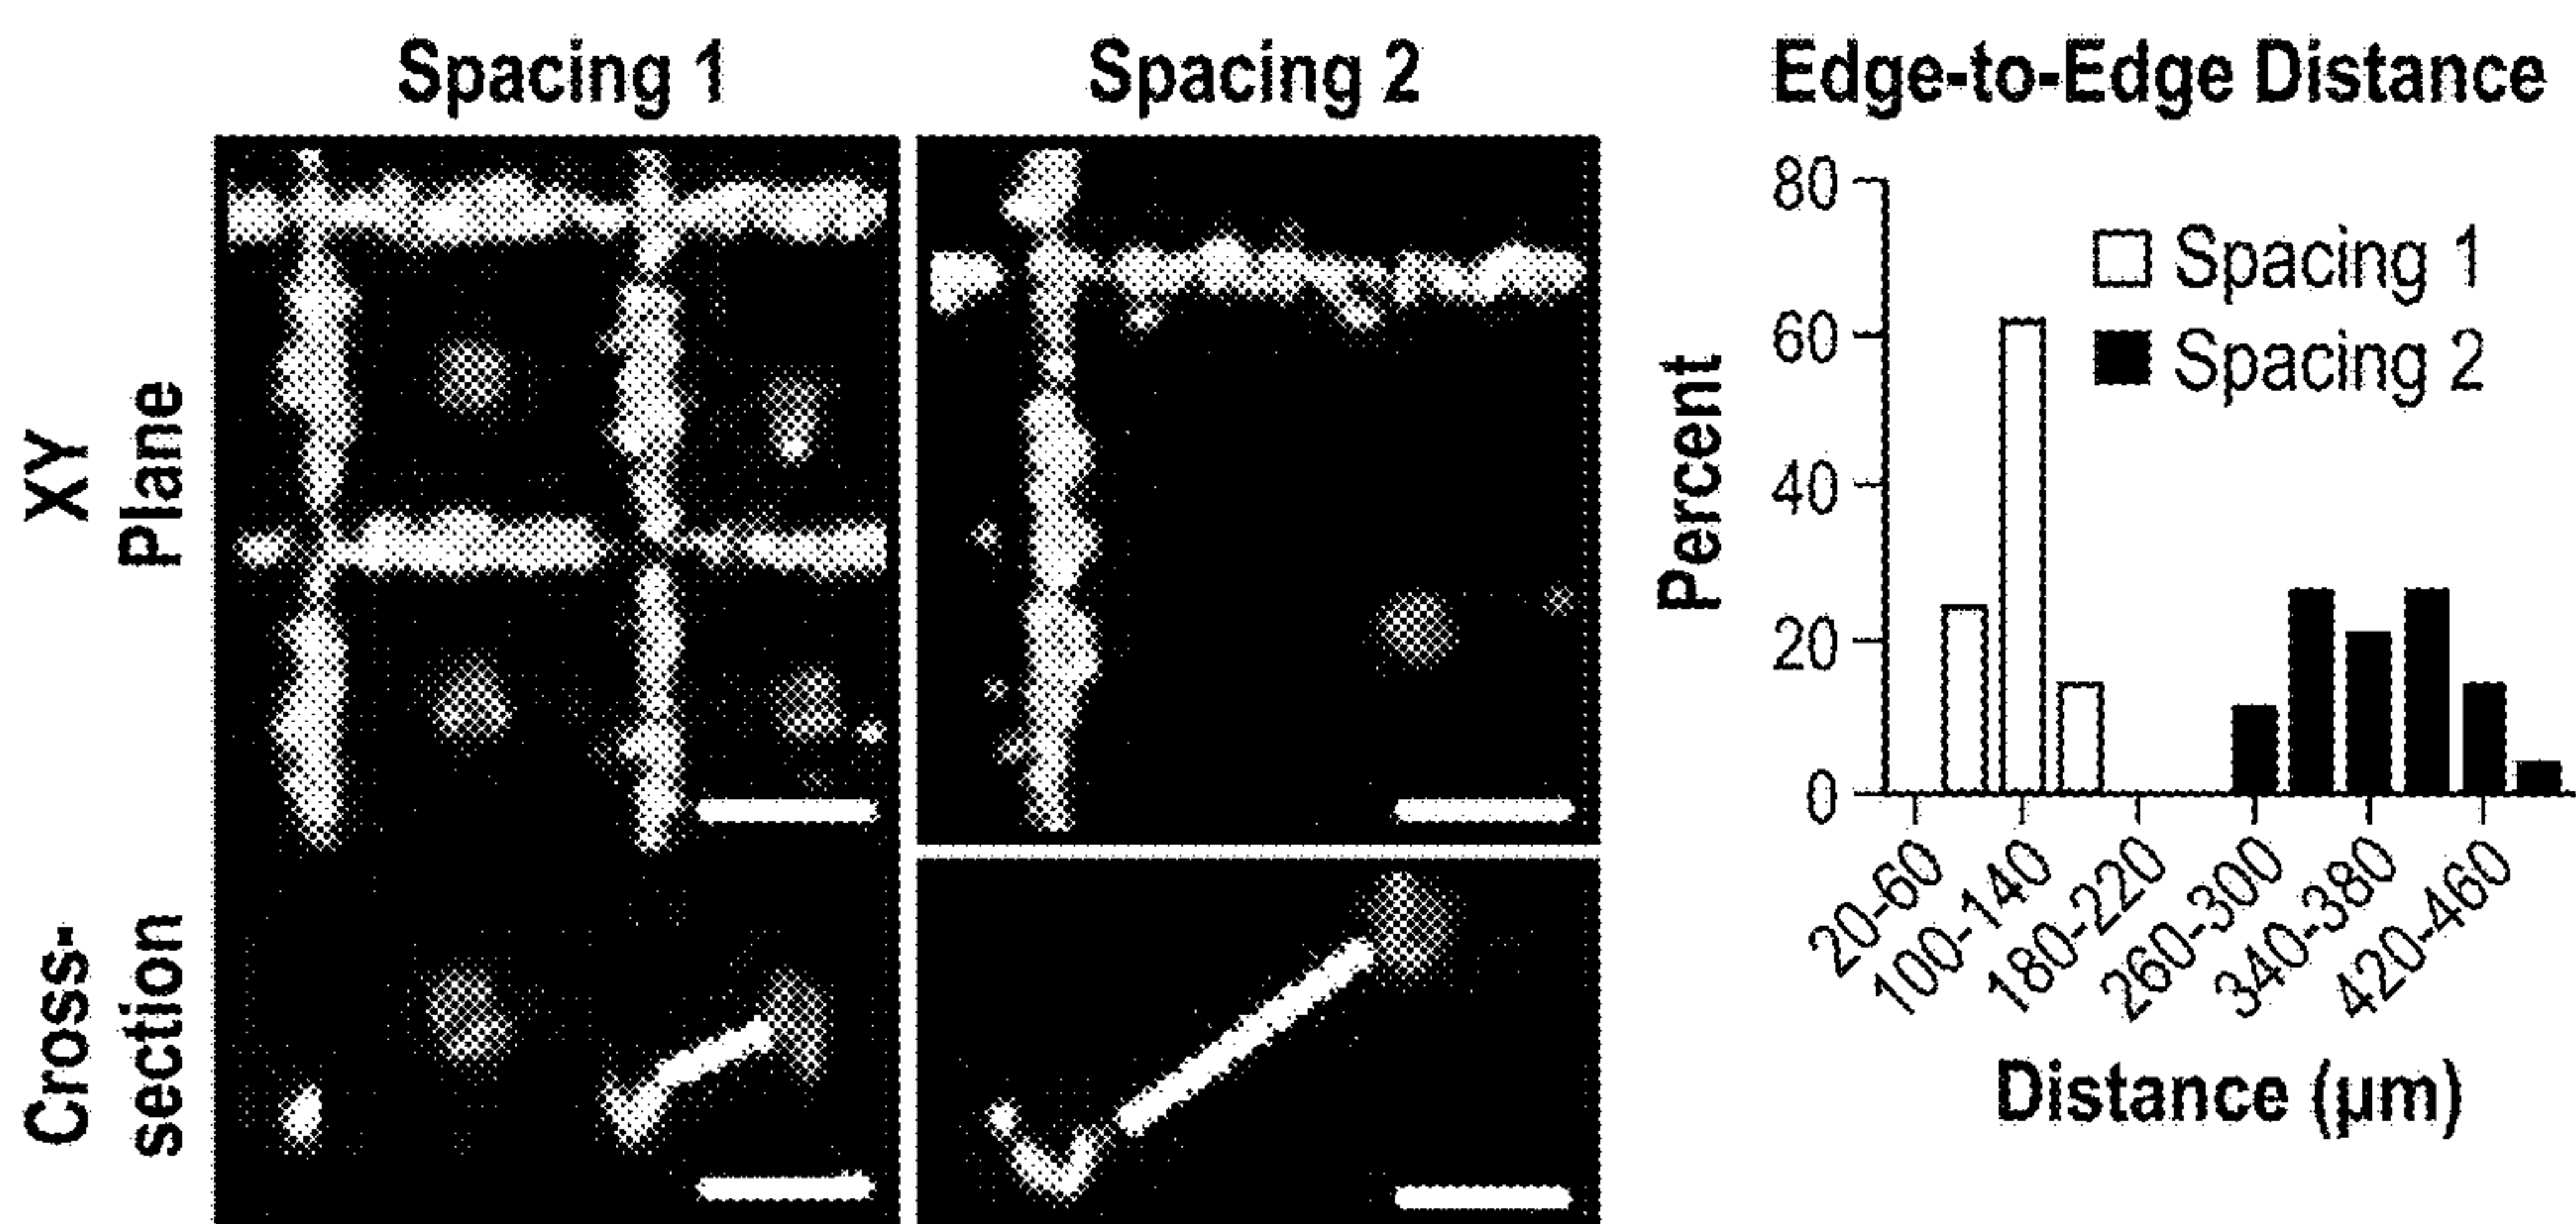 Spacing 1
Spacing 2
Edge-to-Edge Distance
XY
Plane
Cross-
section
Percent
80
60
40
20
0
Spacing 1
Spacing 2
20-60
100-140
180-220
260-300
340-380
420-460
Distance (µm)